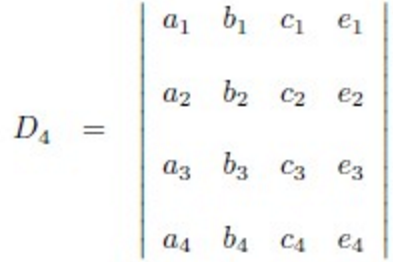 a₁ b₁ c₁ e₁
a₂ b₂ c₂ e₂
D₄ =
a₃ b₃ c₃ e₃
a₄ b₄ c₄ e₄